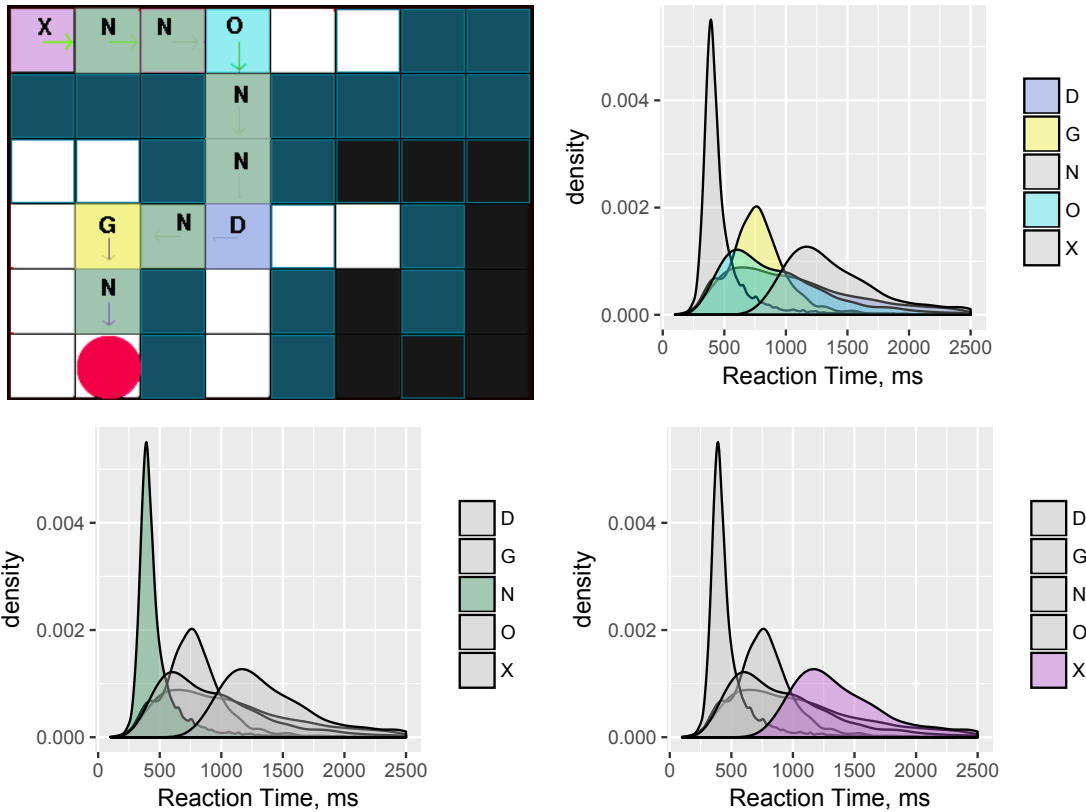 X N N O
N
N
G N D
N
density
0.004
0.002
0.000
0 500 1000 1500 2000 2500
Reaction Time, ms
D
G
N
O
X
density
0.004
0.002
0.000
0 500 1000 1500 2000 2500
Reaction Time, ms
D
G
N
O
X
density
0.004
0.002
0.000
0 500 1000 1500 2000 2500
Reaction Time, ms
D
G
N
O
X